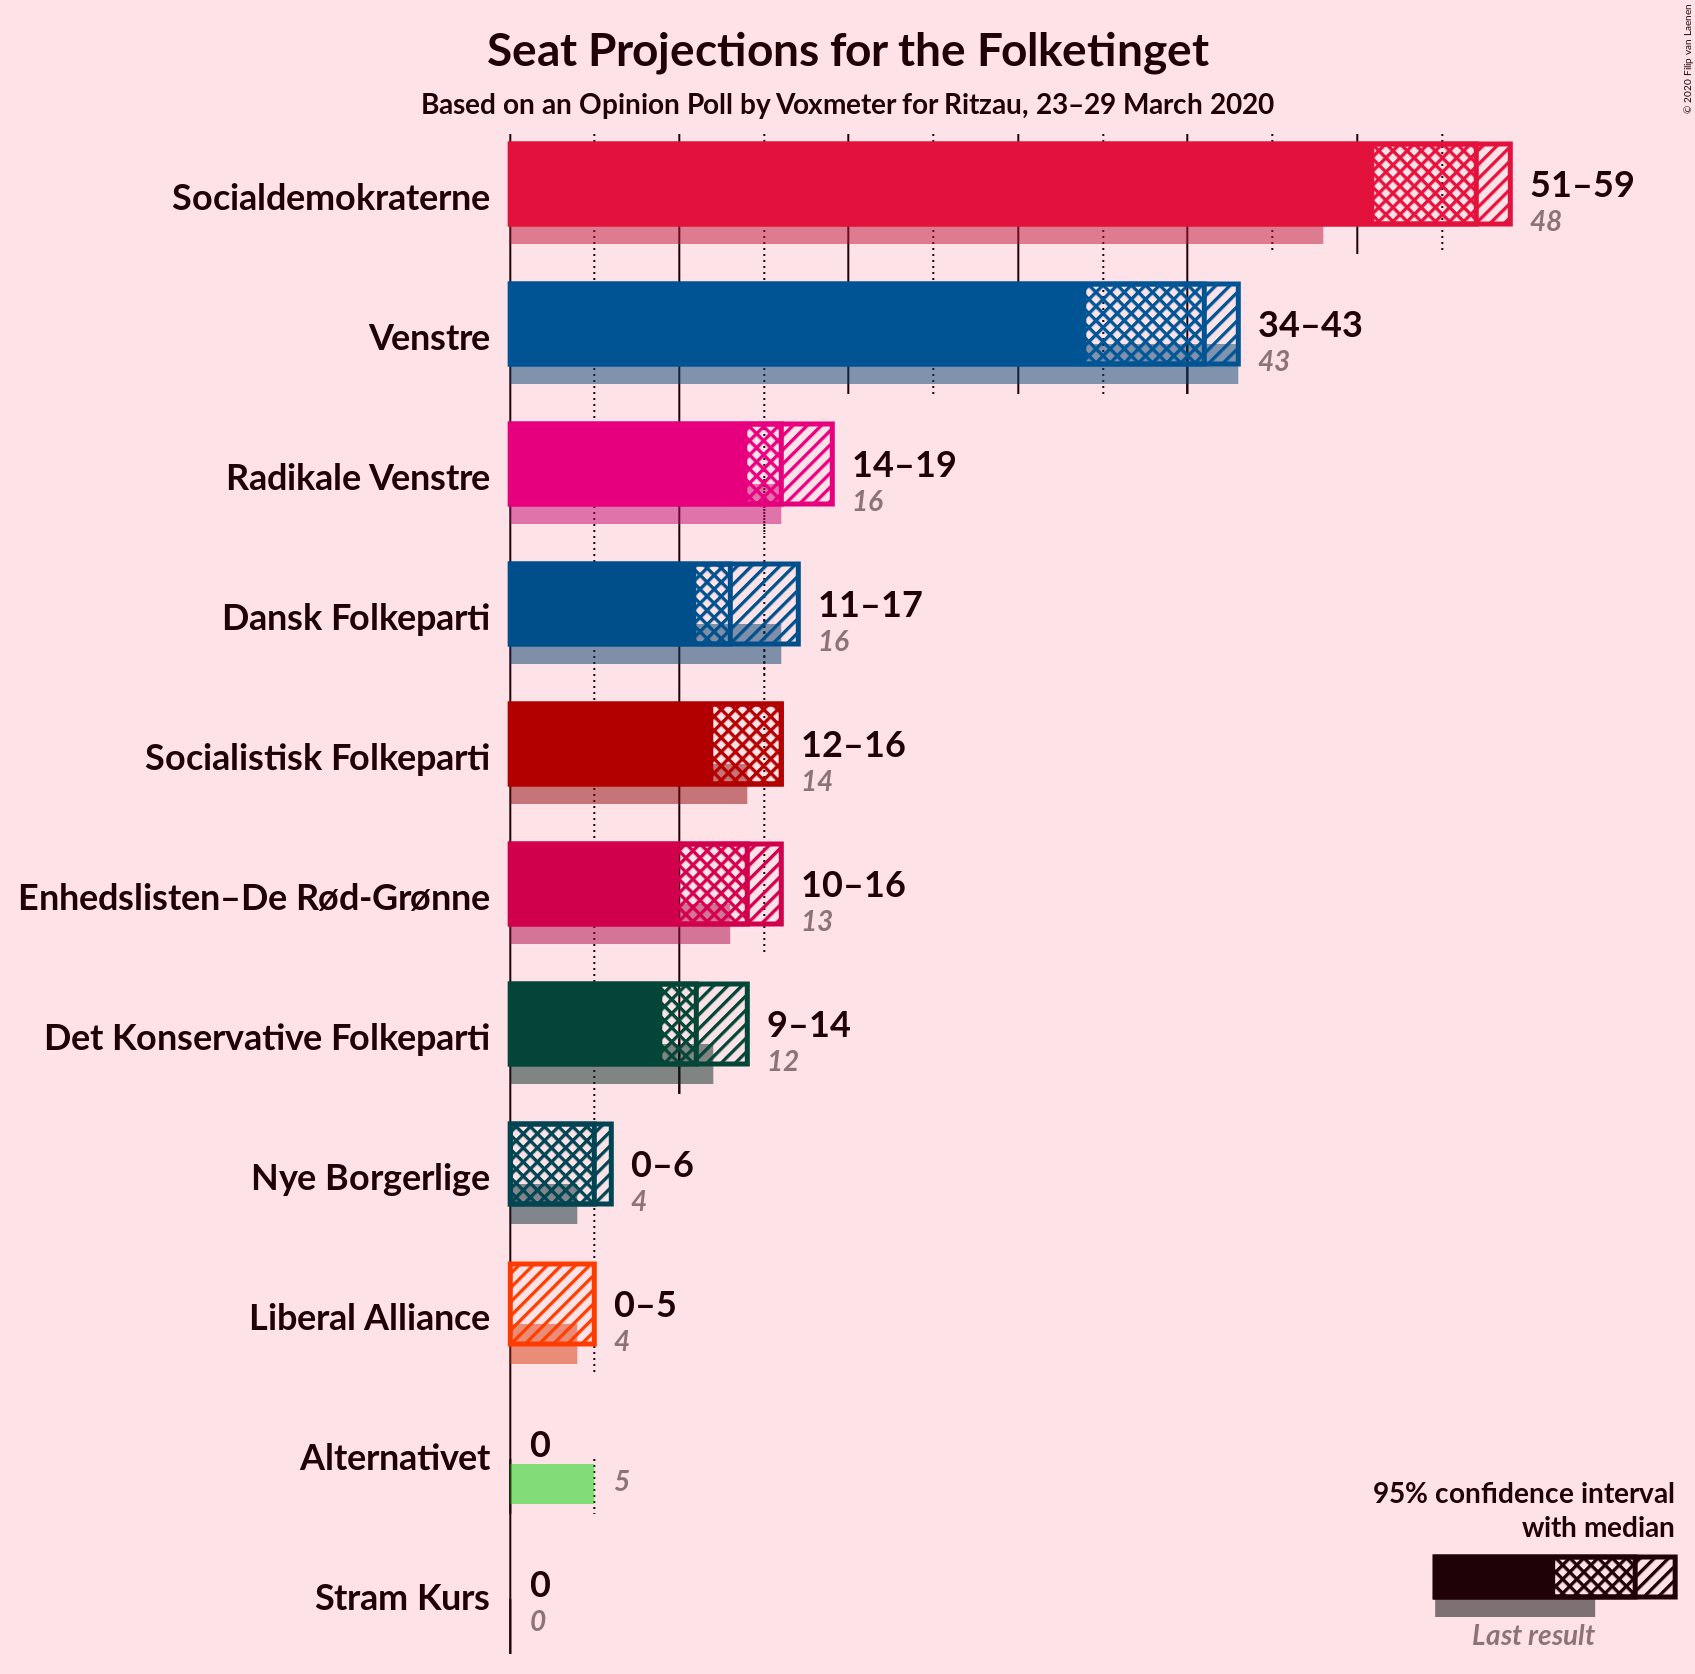 Seat Projections for the Folketinget
Based on an Opinion Poll by Voxmeter for Ritzau, 23–29 March 2020
© 2020 Filip van Laenen
Socialdemokraterne
51–59
48
Venstre
34–43
43
Radikale Venstre
14–19
16
Dansk Folkeparti
11–17
16
Socialistisk Folkeparti
12–16
14
Enhedslisten–De Rød-Grønne
10–16
13
Det Konservative Folkeparti
9–14
12
Nye Borgerlige
0–6
4
Liberal Alliance
0–5
4
Alternativet
0
5
Stram Kurs
0
0
95% confidence interval
with median
Last result